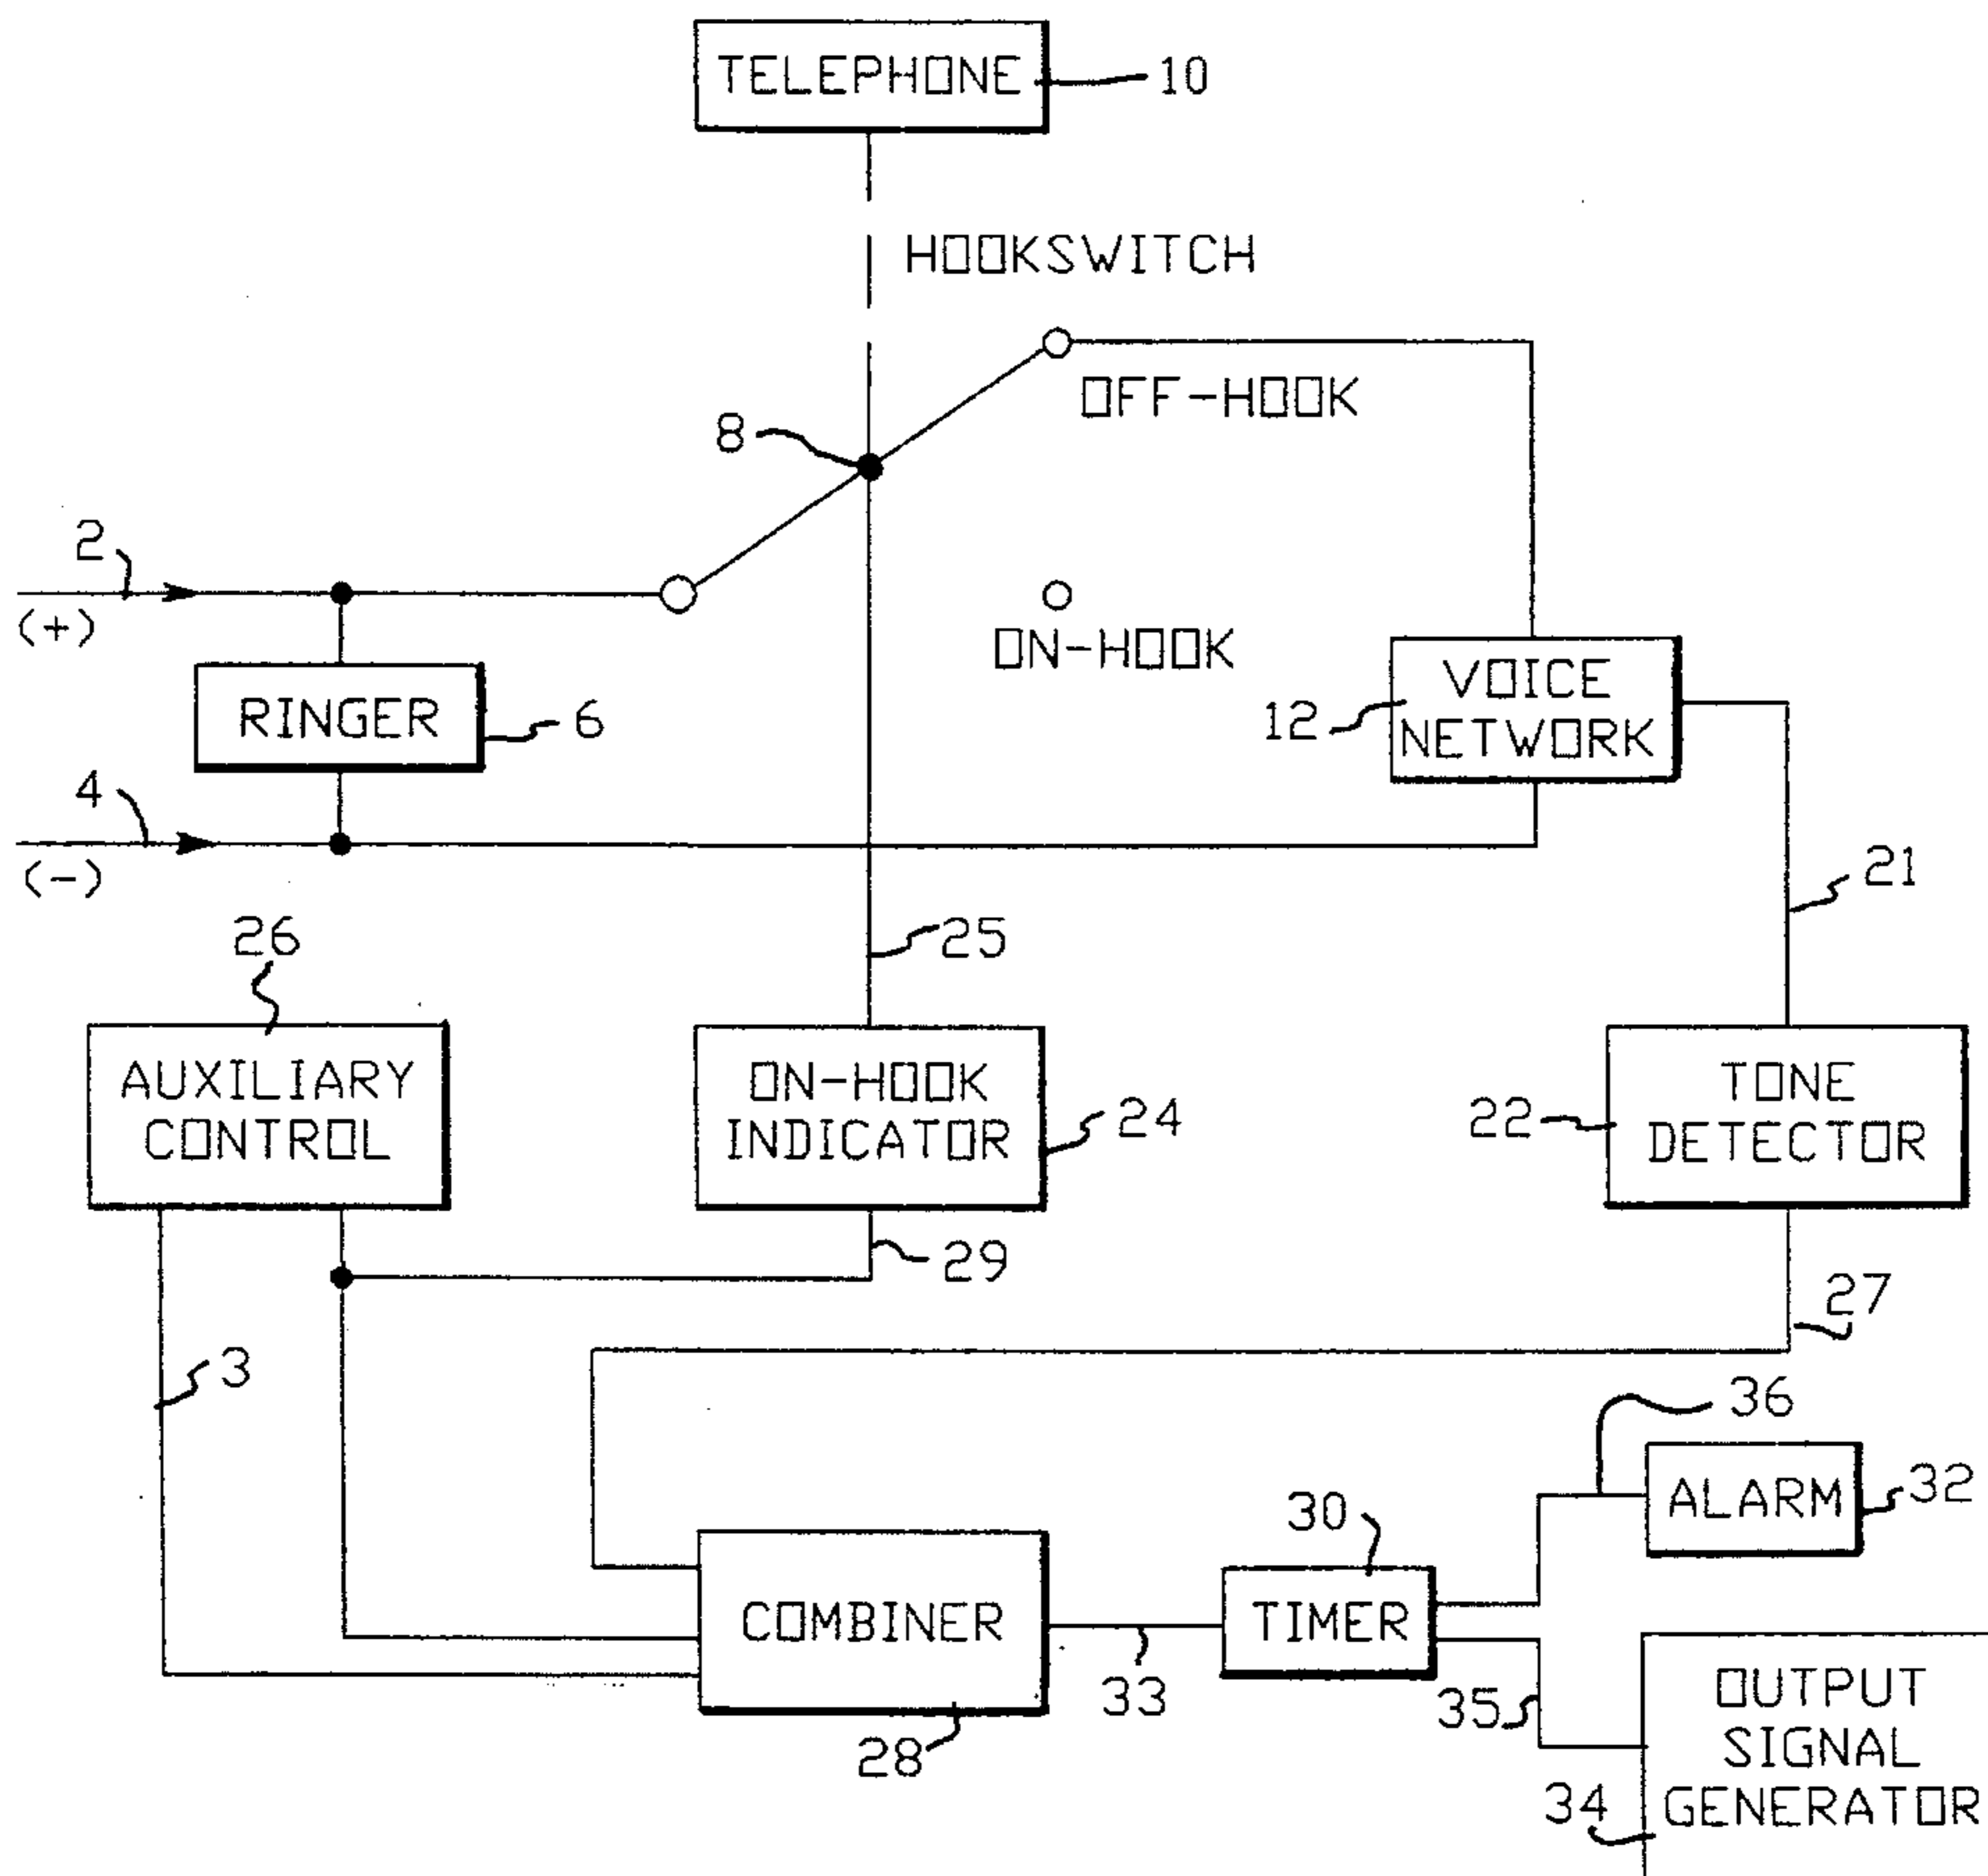 TELEPHONE
10
HOOKSWITCH
OFF-HOOK
8
2
(+)
ON-HOOK
RINGER
6
VOICE
NETWORK
12
4
(-)
21
26
25
AUXILIARY
CONTROL
ON-HOOK
INDICATOR
24
22
TONE
DETECTOR
29
27
3
36
ALARM
32
30
COMBINER
TIMER
33
28
35
OUTPUT
SIGNAL
GENERATOR
34